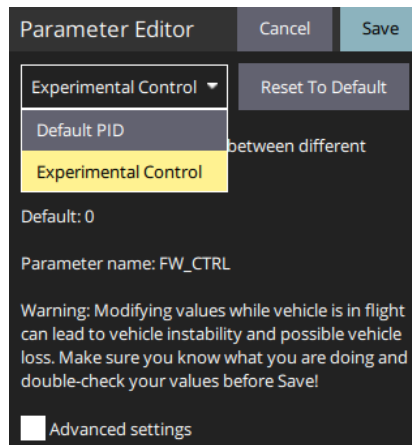 Parameter Editor Cancel Save
Experimental Control Reset To Default
Default PID
between different
Experimental Control
Default: 0
Parameter name: FW_CTRL
Warning: Modifying values while vehicle is in flight
can lead to vehicle instability and possible vehicle
loss. Make sure you know what you are doing and
double-check your values before Save!
Advanced settings